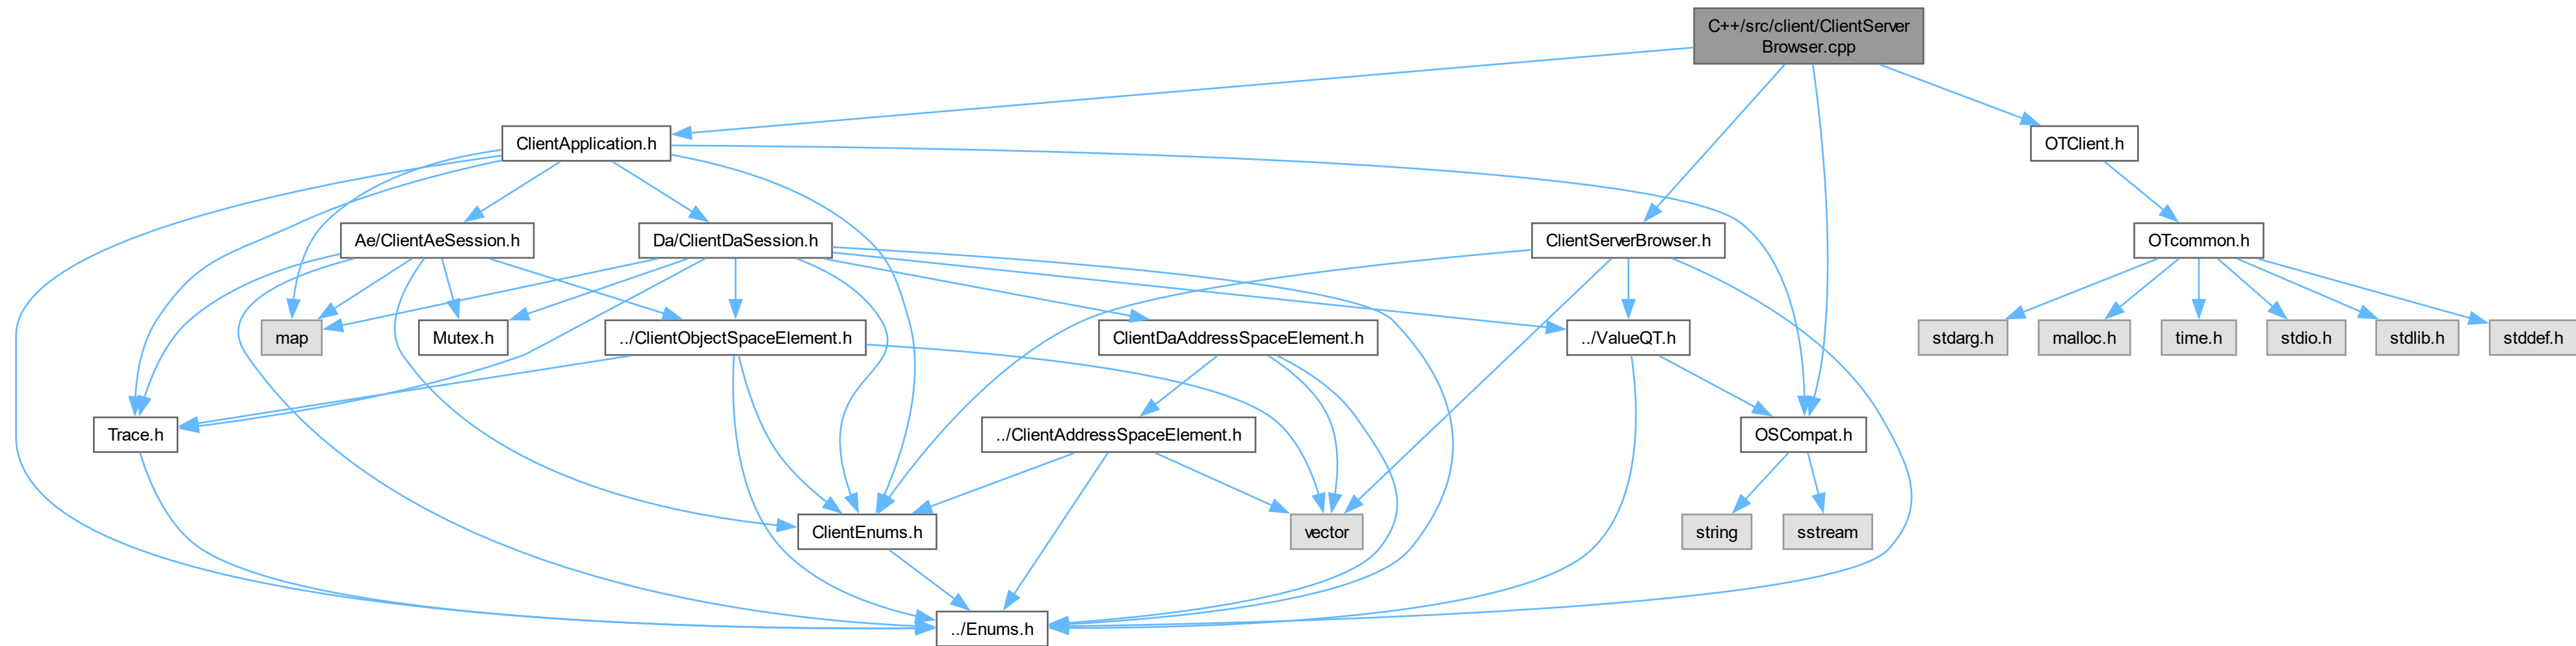 C++/src/client/ClientServer
Browser.cpp
ClientApplication.h
OTClient.h
Ae/ClientAeSession.h
Da/ClientDaSession.h
ClientServerBrowser.h
OTcommon.h
map
Mutex.h
../ClientObjectSpaceElement.h
ClientDaAddressSpaceElement.h
../ValueQT.h
stdarg.h
malloc.h
time.h
stdio.h
stdlib.h
stddef.h
Trace.h
../ClientAddressSpaceElement.h
OSCompat.h
ClientEnums.h
vector
string
sstream
../Enums.h